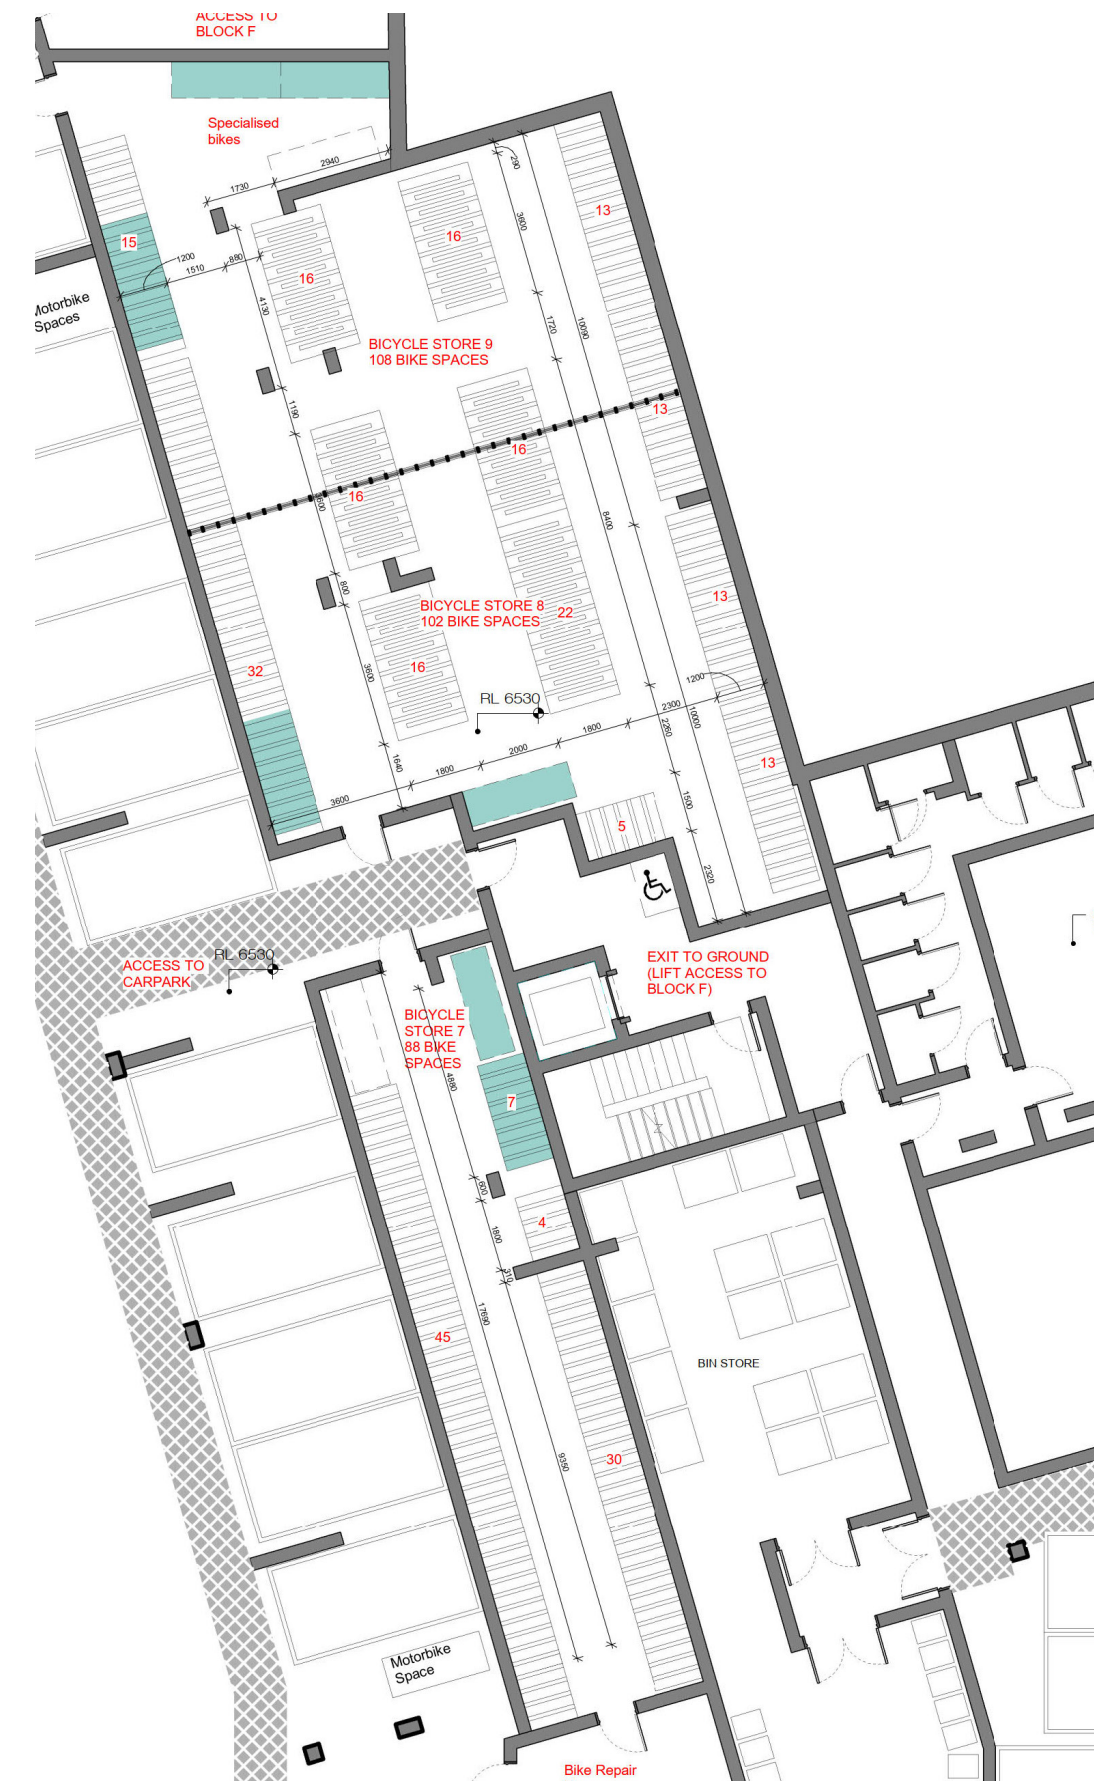 ACCESS TO
BLOCK F
Specialised
bikes
2940
1730
290
13
3600
16
15
1200
1510
880
16
4130
Motorbike
Spaces
1720
10090
BICYCLE STORE 9
108 BIKE SPACES
1190
13
16
16
3600
8400
800
13
BICYCLE STORE 8
102 BIKE SPACES
22
32
16
3600
1200
RL 6530
2300
10000
2260
1800
2000
1640
1800
13
3600
1500
5
2320
RL 6530
ACCESS TO
CARPARK
EXIT TO GROUND
(LIFT ACCESS TO
BLOCK F)
BICYCLE
STORE 7
88 BIKE
SPACES
4880
7
600
4
1800
310
17690
45
BIN STORE
30
9350
Motorbike
Space
Bike Repair